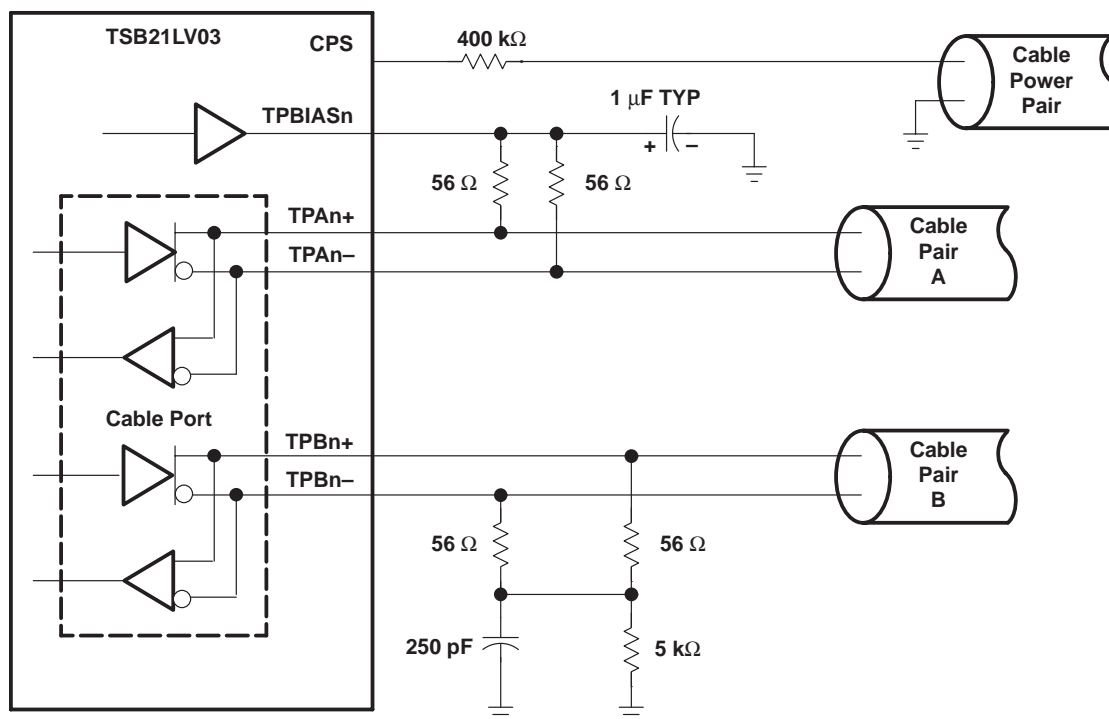 TSB21LV03
CPS
400 kΩ
Cable
Power
Pair
TPBIASn
1 μF TYP
+
–
56 Ω
56 Ω
TPAn+
TPAn–
Cable
Pair
A
Cable Port
TPBn+
TPBn–
Cable
Pair
B
56 Ω
56 Ω
250 pF
5 kΩ